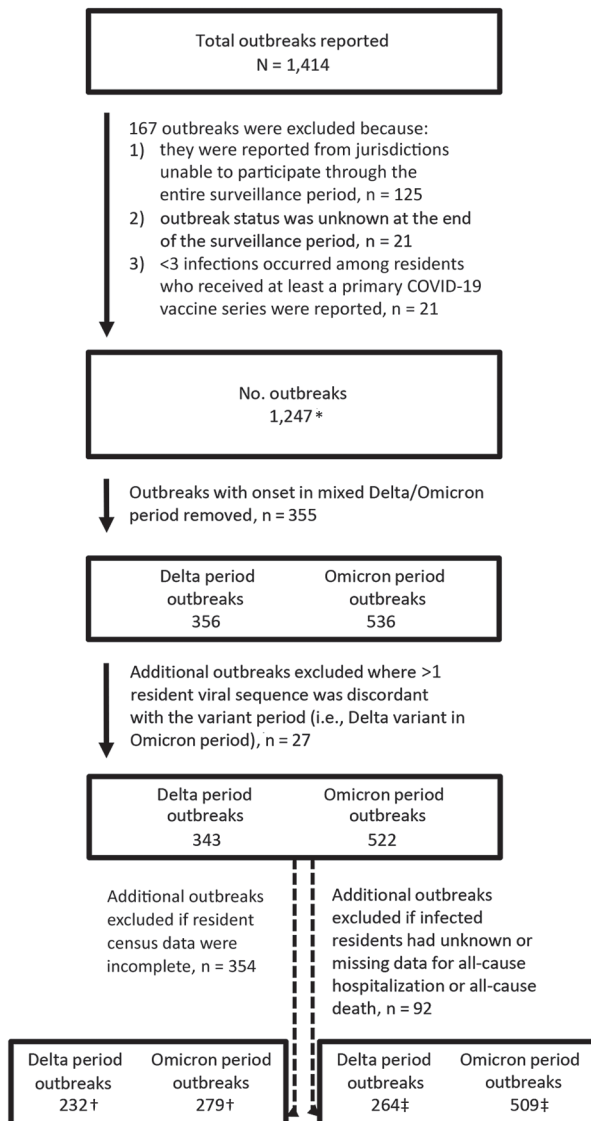 Total outbreaks reported
N = 1,414
167 outbreaks were excluded because:
1) they were reported from jurisdictions
unable to participate through the
entire surveillance period, n = 125
2) outbreak status was unknown at the end
of the surveillance period, n = 21
3) <3 infections occurred among residents
who received at least a primary COVID-19
vaccine series were reported, n = 21
No. outbreaks
1,247*
Outbreaks with onset in mixed Delta/Omicron
period removed, n = 355
Delta period
outbreaks
356
Omicron period
outbreaks
536
Additional outbreaks excluded where >1
resident viral sequence was discordant
with the variant period (i.e., Delta variant in
Omicron period), n = 27
Delta period
outbreaks
343
Omicron period
outbreaks
522
Additional outbreaks
excluded if resident
census data were
incomplete, n = 354
Additional outbreaks
excluded if infected
residents had unknown or
missing data for all-cause
hospitalization or all-cause
death, n = 92
Delta period
outbreaks
232†
Omicron period
outbreaks
279†
Delta period
outbreaks
264‡
Omicron period
outbreaks
509‡